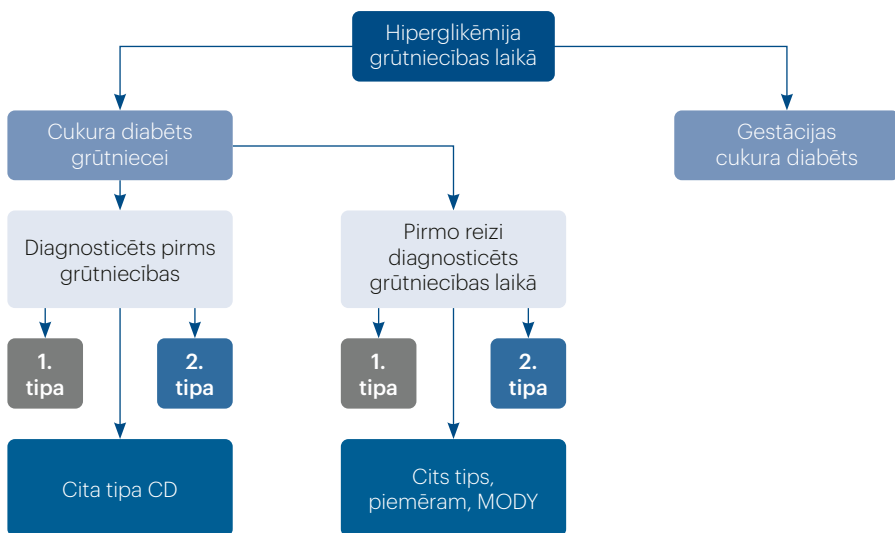 Hiperglikēmija
grūtniecības laikā
Cukura diabēts
grūtniecei
Gestācijas
cukura diabēts
Diagnosticēts pirms
grūtniecības
Pirmo reizi
diagnosticēts
grūtniecības laikā
1.
tipa
2.
tipa
1.
tipa
2.
tipa
Cita tipa CD
Cits tips,
piemēram, MODY